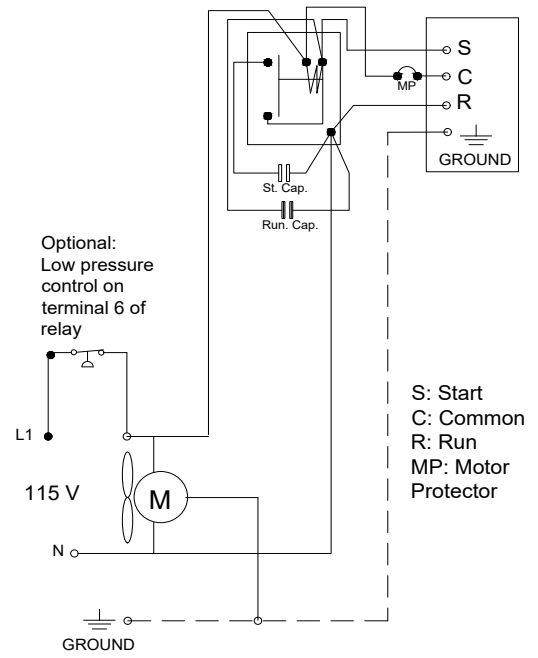 S
C
MP
R
GROUND
St. Cap.
Run. Cap.
Optional:
Low pressure
control on
terminal 6 of
relay
L1
115 V
M
N
GROUND
S: Start
C: Common
R: Run
MP: Motor
Protector